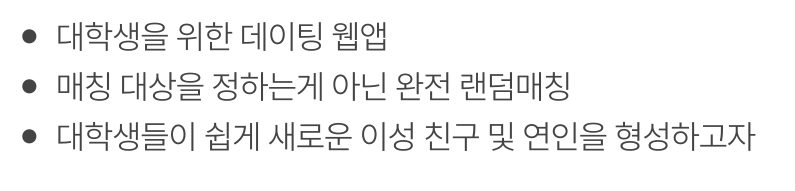 ● 대학생을 위한 데이팅 웹앱
● 매칭 대상을 정하는게 아닌 완전 랜덤매칭
● 대학생들이 쉽게 새로운 이성 친구 및 연인을 형성하고자